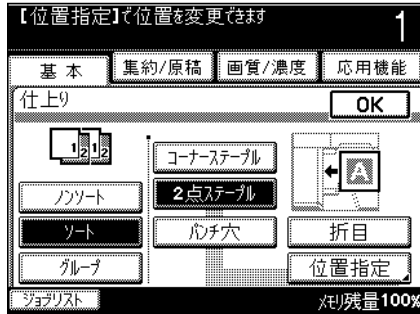 【位置指定】で位置を変更できます
1
基本 集約/原稿 画質/濃度 応用機能
仕上り
OK
1 2 1 2
コーナーステープル
A
ノンソート
2点ステープル
ソート
パンチ穴
折目
グループ
位置指定
ジョブリスト
メモリ残量100%